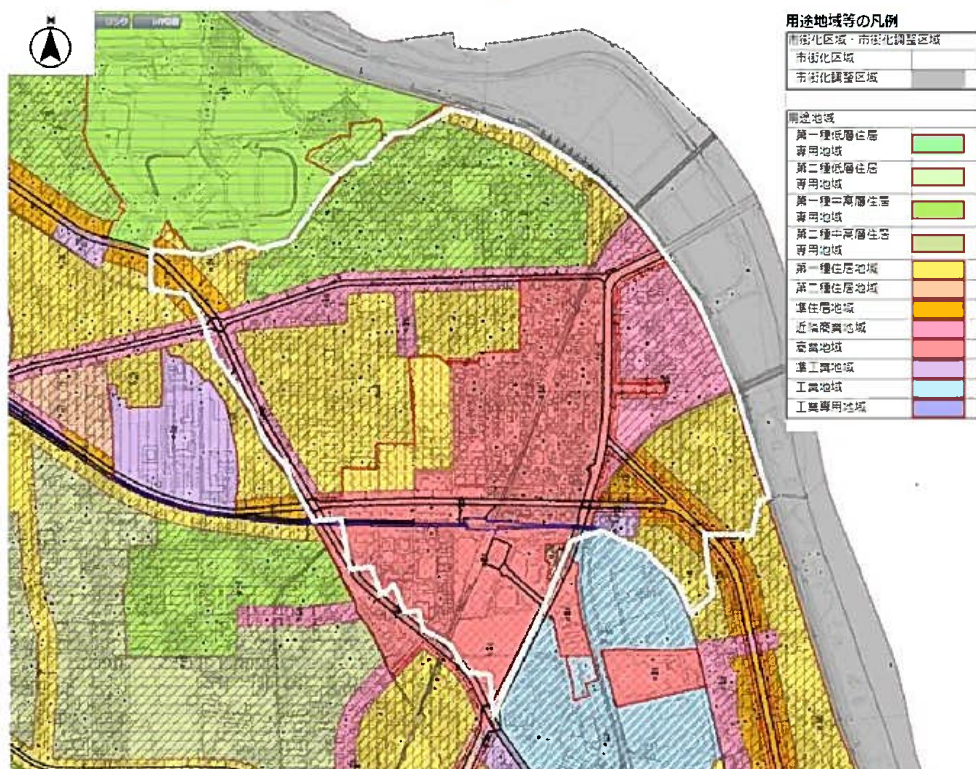 N
用途地域等の凡例
市街化区域・市街化調整区域
市街化区域
市街化調整区域
用途地域
第一種低層住居
専用地域
第二種低層住居
専用地域
第一種中高層住居
専用地域
第二種中高層住居
専用地域
第一種住居地域
第二種住居地域
準住居地域
近隣商業地域
商業地域
準工業地域
工業地域
工業専用地域